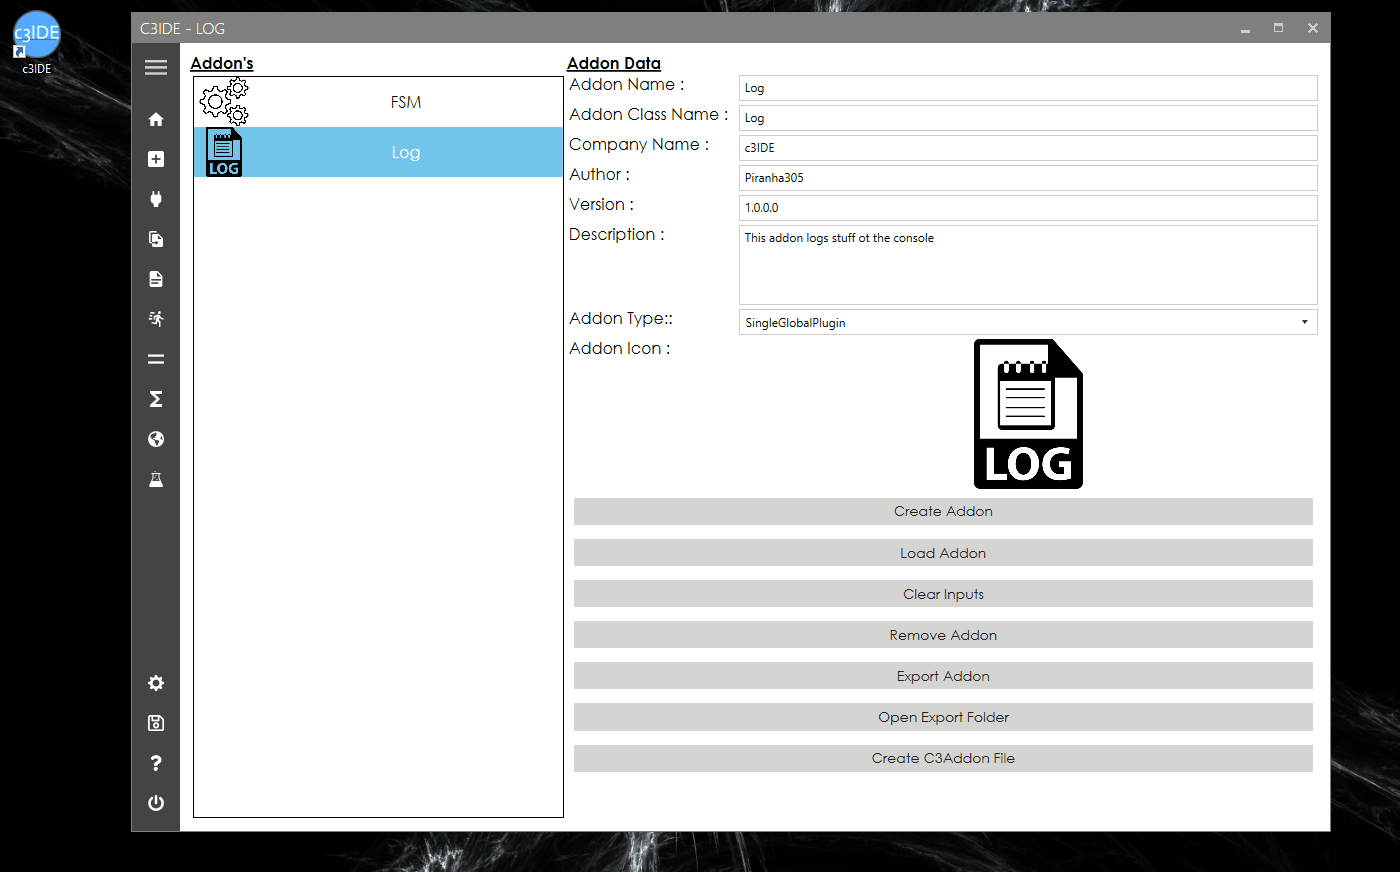 c3IDE
c3IDE
C3IDE - LOG
Addon's
FSM
LOG
Log
Addon Data
Addon Name :
Log
Addon Class Name :
Log
Company Name :
c3IDE
Author :
Piranha305
Version :
1.0.0.0
Description :
This addon logs stuff ot the console
Addon Type::
SingleGlobalPlugin
Addon Icon :
LOG
Create Addon
Load Addon
Clear Inputs
Remove Addon
Export Addon
Open Export Folder
Create C3Addon File